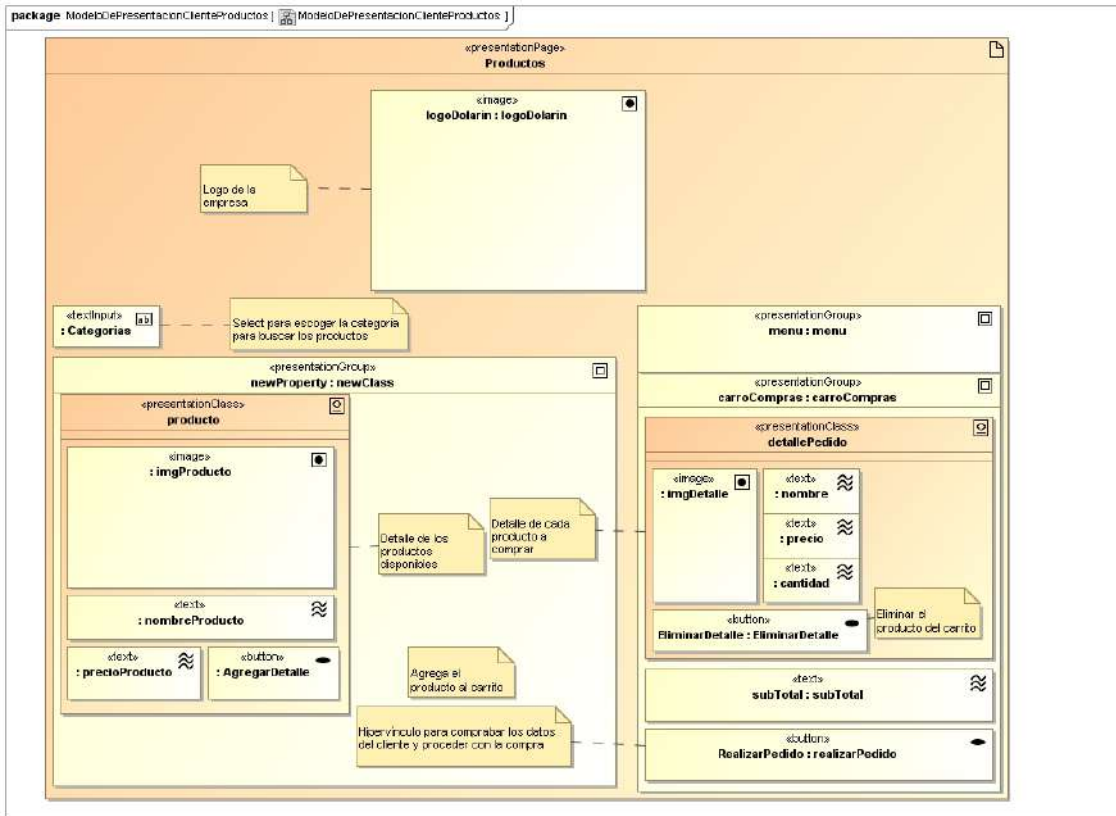 package ModeloDePresentacionClienteProductos [ ModeloDePresentacionClienteProductos ]
«presentationPage»
Productos
«image»
logoDolarin : logoDolarin
Logo de la
empresa
«textInput»
: Categorias
Select para escoger la categoria
para buscar los productos
«presentationGroup»
menu : menu
«presentationGroup»
newProperty : newClass
«presentationClass»
producto
«image»
: imgProducto
Detalle de los
productos
disponibles
«text»
: nombreProducto
«text»
: precioProducto
«button»
: AgregarDetalle
Agrega el
producto al carrito
Hipervínculo para comprobar los datos
del cliente y proceder con la compra
«presentationGroup»
carroCompras : carroCompras
«presentationClass»
detallePedido
«image»
: imgDetalle
«text»
: nombre
«text»
: precio
«text»
: cantidad
Detalle de cada
producto a
comprar
«button»
EliminarDetalle : EliminarDetalle
Eliminar el
producto del carrito
«text»
subTotal : subTotal
«button»
RealizarPedido : realizarPedido